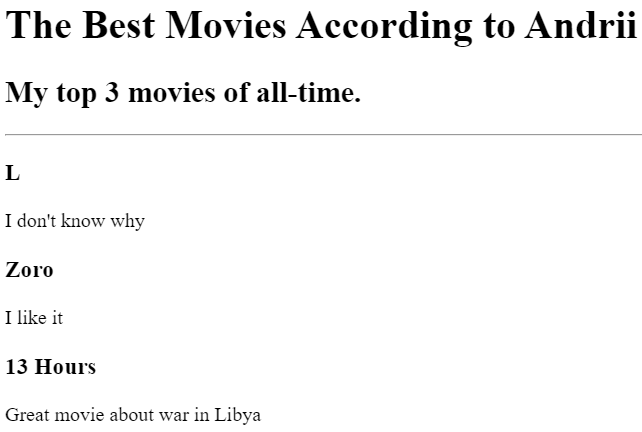 The Best Movies According to Andrii
My top 3 movies of all-time.
L
I don't know why
Zoro
I like it
13 Hours
Great movie about war in Libya